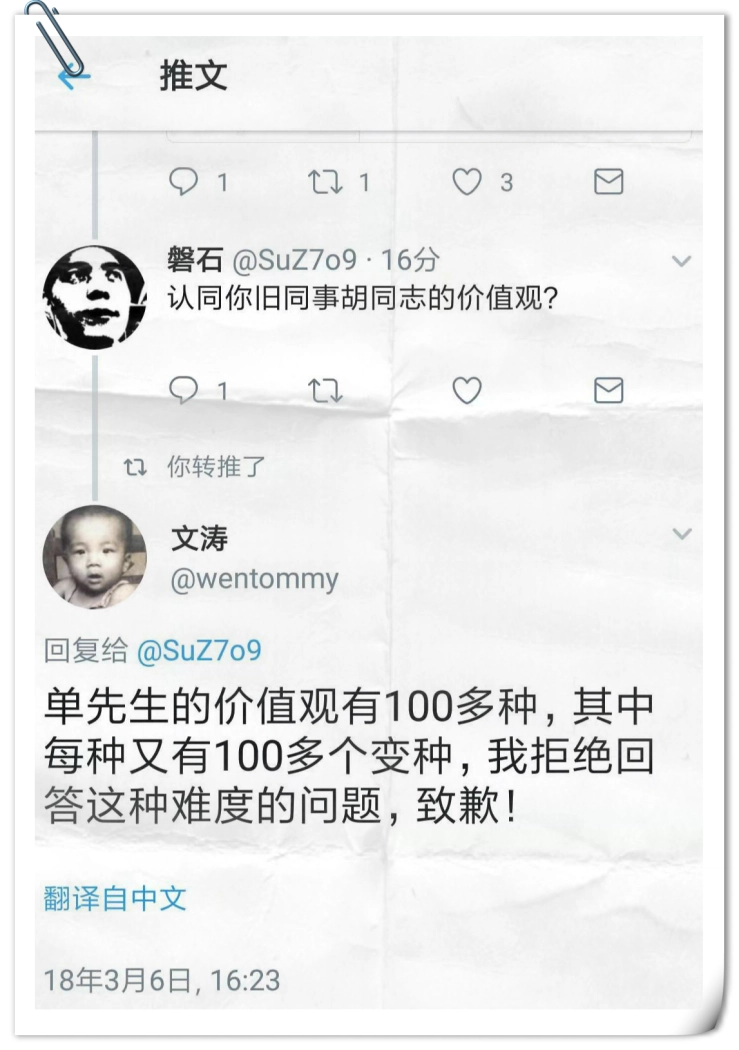 推文
1 1 3
磐石 @SuZ7o9 · 16分
认同你旧同事胡同志的价值观?
1
你转推了
文涛
@wentommy
回复给 @SuZ7o9
单先生的价值观有100多种，其中
每种又有100多个变种，我拒绝回
答这种难度的问题，致歉！
翻译自中文
18年3月6日, 16:23